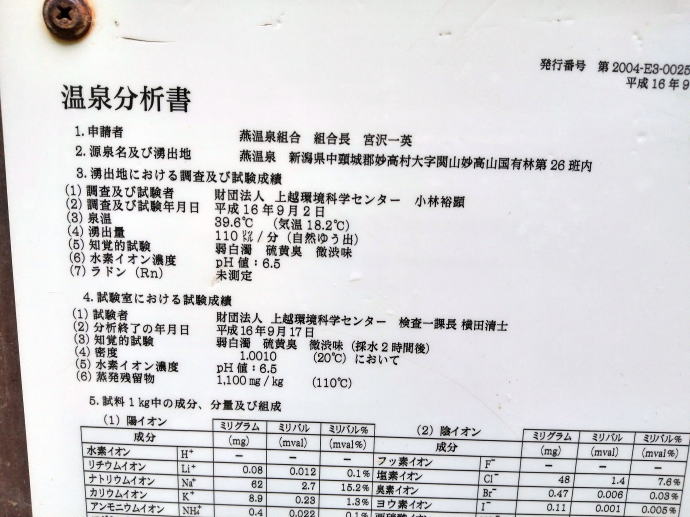 発行番号 第2004-E3-0025
平成16年9
温泉分析書
1. 申請者 燕温泉組合 組合長 宮沢一英
2. 源泉名及び湧出地 燕温泉 新潟県中頸城郡妙高村大字関山妙高山国有林第26班内
3. 湧出地における調査及び試験成績
(1) 調査及び試験者 財団法人 上越環境科学センター 小林裕顕
(2) 調査及び試験年月日 平成16年9月2日
(3) 泉温 39.6℃ (気温18.2℃)
(4) 湧出量 110㍑/分(自然ゆう出)
(5) 知覚的試験 弱白濁 硫黄臭 微渋味
(6) 水素イオン濃度 pH値:6.5
(7) ラドン(Rn) 未測定
4. 試験室における試験成績
(1) 試験者 財団法人 上越環境科学センター 検査一課長 横田清士
(2) 分析終了の年月日 平成16年9月17日
(3) 知覚的試験 弱白濁 硫黄臭 微渋味(採水2時間後)
(4) 密度 1.0010 (20℃)において
(5) 水素イオン濃度 pH値:6.5
(6) 蒸発残留物 1,100mg/kg (110℃)
5. 試料1kg中の成分、分量及び組成
(1) 陽イオン
成分 ミリグラム(mg) ミリバル(mval) ミリバル%(mval%)
水素イオン H⁺ − − −
リチウムイオン Li⁺ 0.08 0.012 0.1%
ナトリウムイオン Na⁺ 62 2.7 15.2%
カリウムイオン K⁺ 8.9 0.23 1.3%
アンモニウムイオン NH₄⁺ 0.4 0.022 0.1%
(2) 陰イオン
成分 ミリグラム(mg) ミリバル(mval) ミリバル%(mval%)
フッ素イオン F⁻ − − −
塩素イオン Cl⁻ 48 1.4 7.6%
臭素イオン Br⁻ 0.47 0.006 0.03%
ヨウ素イオン I⁻ 0.11 0.001 0.005%